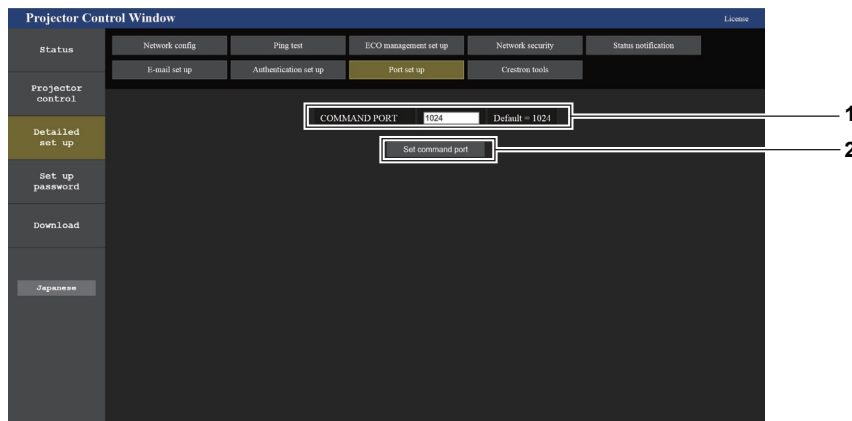 Projector Control Window
License
Status
Network config
Ping test
ECO management set up
Network security
Status notification
E-mail set up
Authentication set up
Port set up
Crestron tools
Projector
control
Detailed
set up
Set up
password
Download
Japanese
COMMAND PORT 1024 Default = 1024
1
Set command port
2